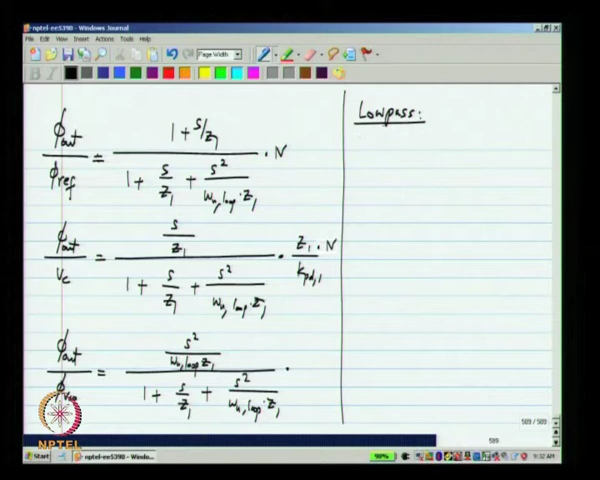 nptel-ee5390 - Windows Journal
File Edit View Insert Actions Tools Help
Page Width
B I
Lowpass:
ϕout/ϕref = (1 + s/z1)/(1 + s/z1 + s²/(ωu,loop·z1)) · N
ϕout/Vc = (s/z1)/(1 + s/z1 + s²/(ωu,loop·z1)) · z1·N/Kpd,1
ϕout/ϕvco = (s²/(ωu,loop z1))/(1 + s/z1 + s²/(ωu,loop·z1)) ·
NPTEL
589 / 589
589
Start
nptel-ee5390 - Windo...
98%
9:32 AM